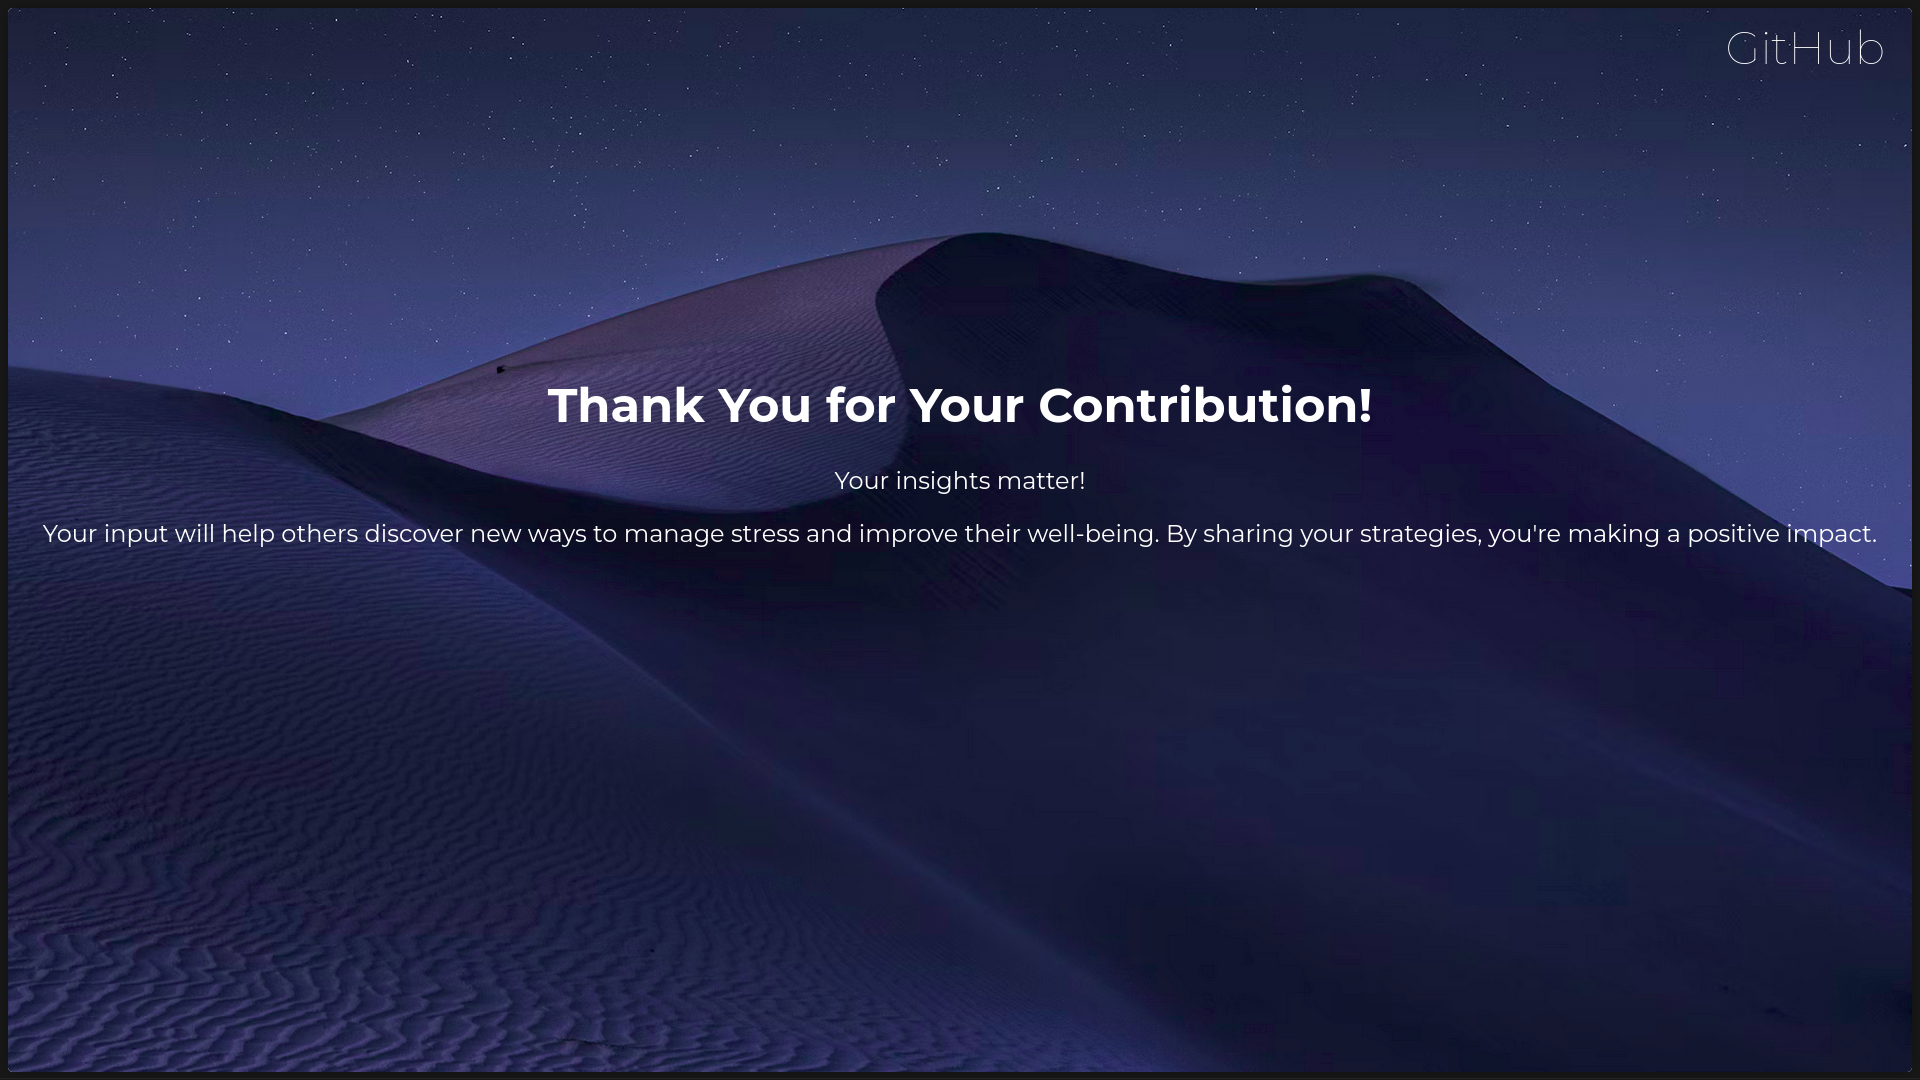 GitHub
Thank You for Your Contribution!
Your insights matter!
Your input will help others discover new ways to manage stress and improve their well-being. By sharing your strategies, you're making a positive impact.